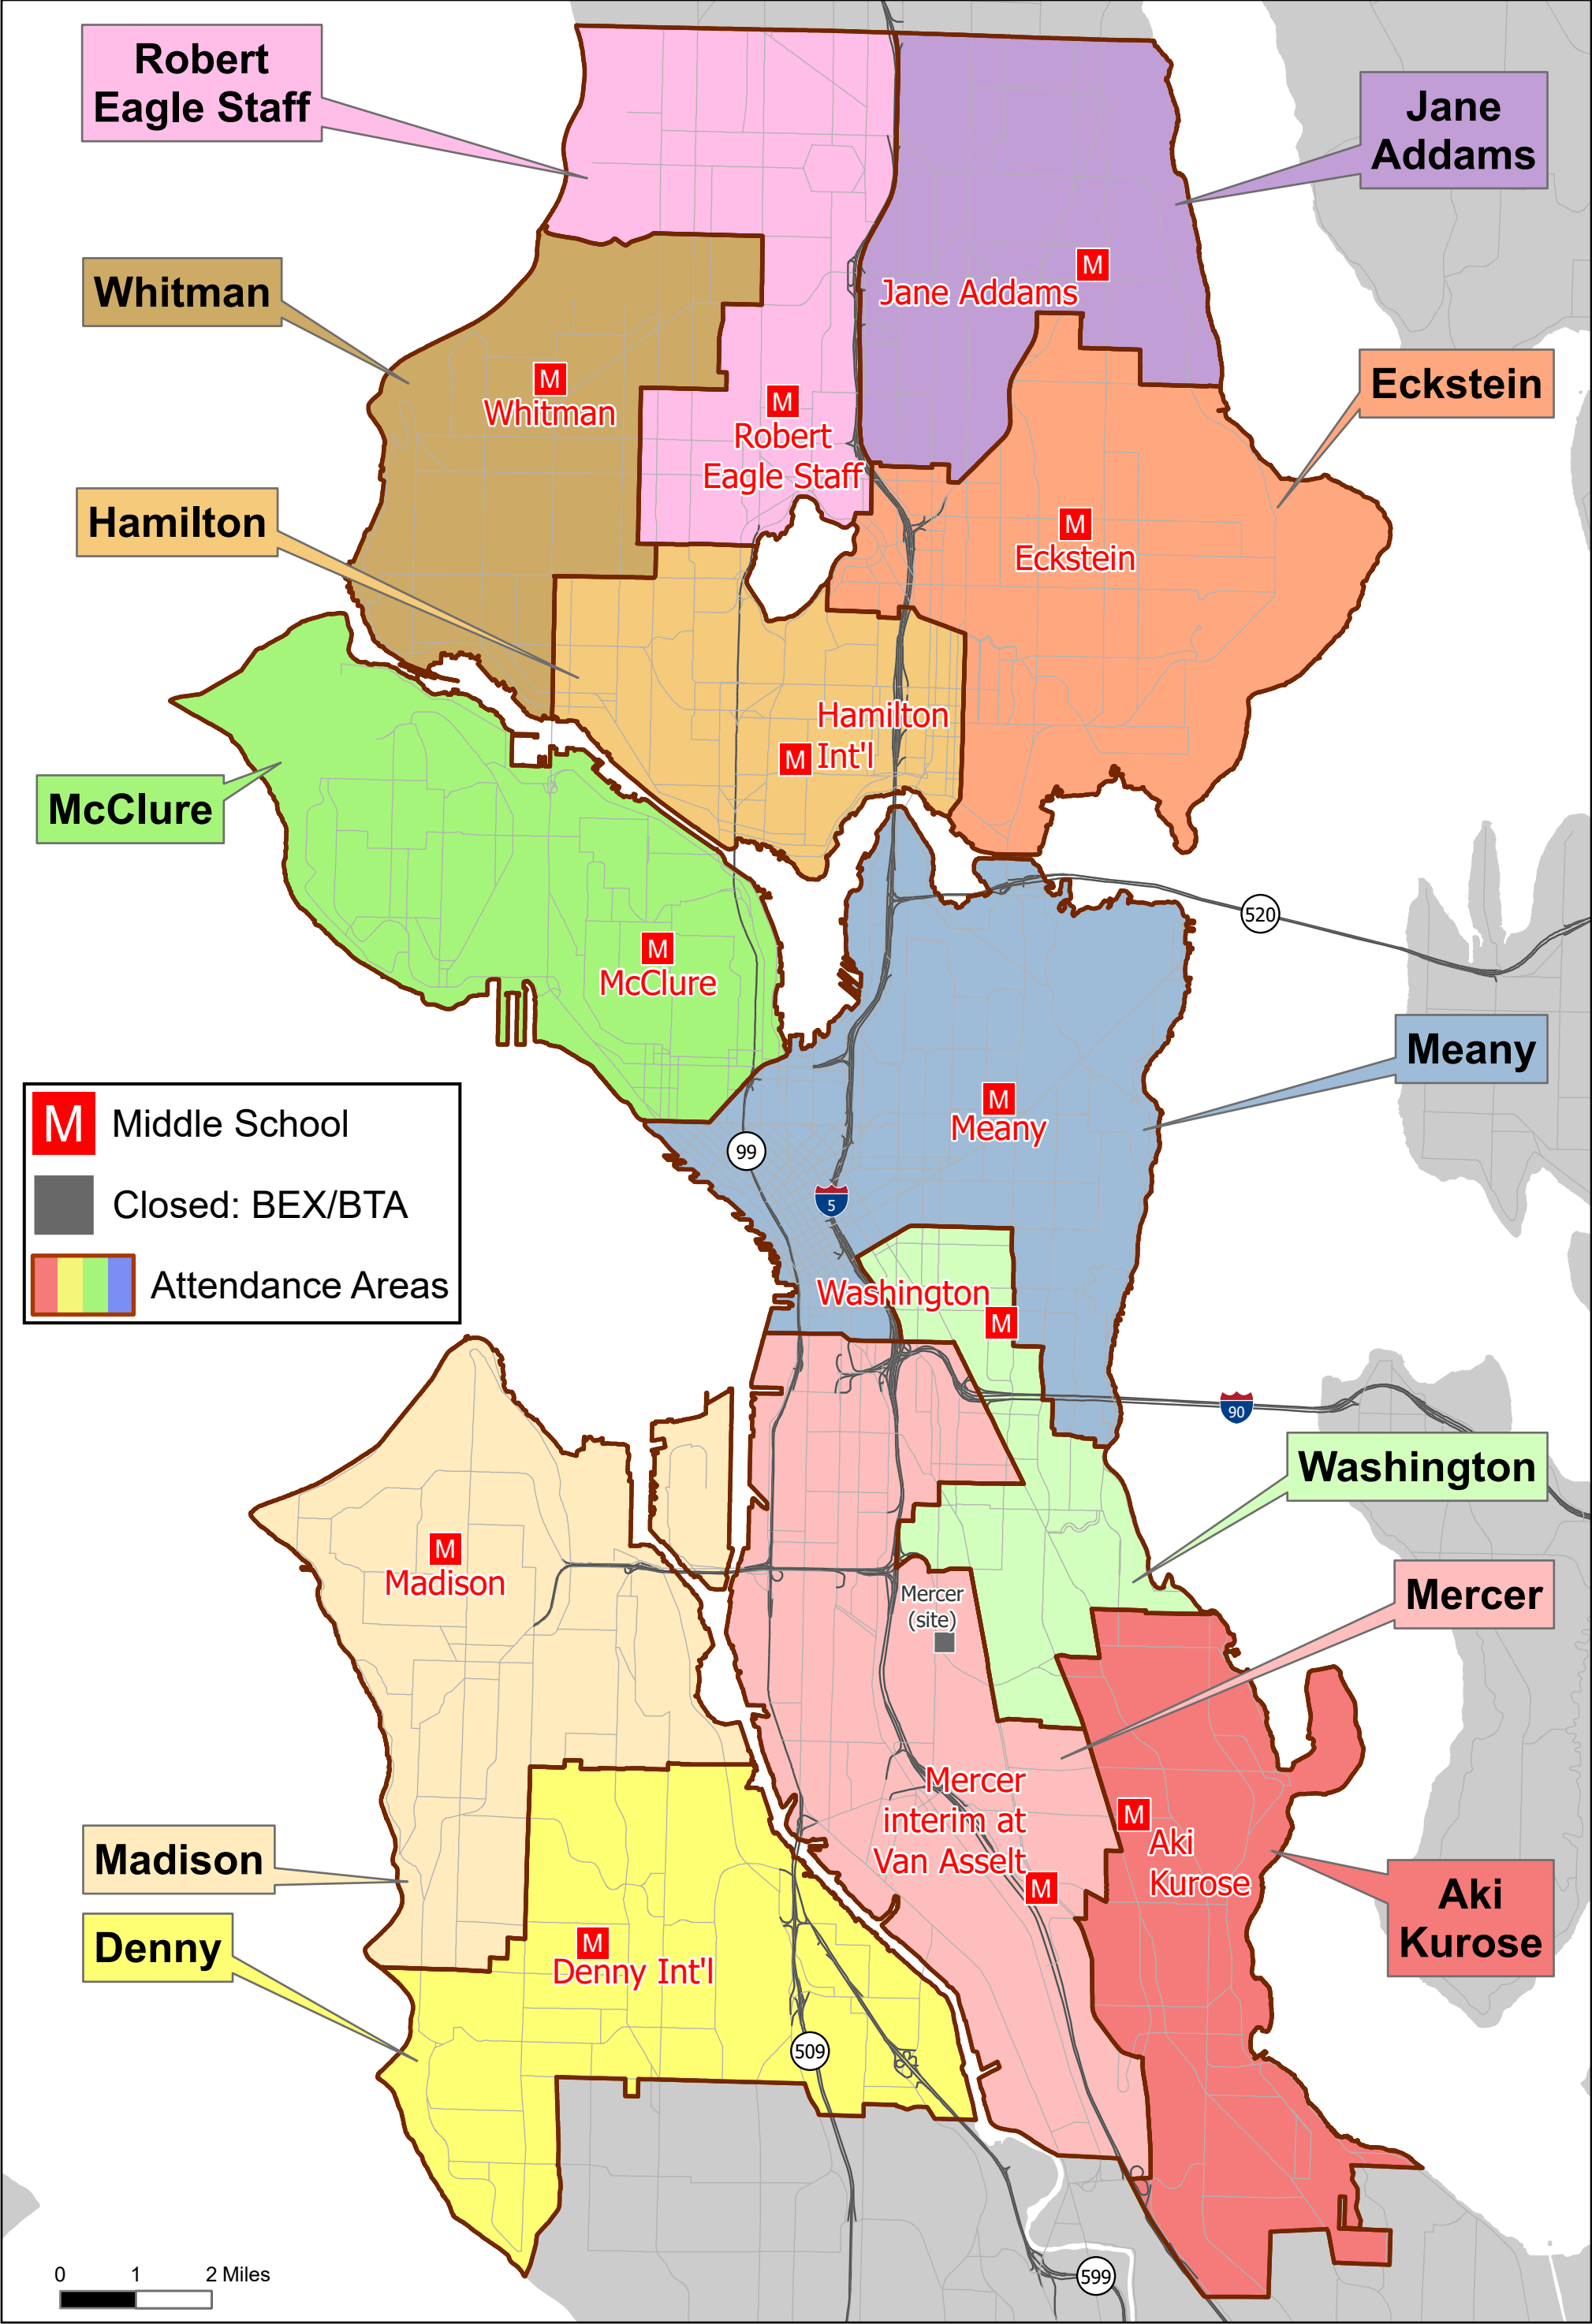 Robert
Eagle Staff
Jane
Addams
Whitman
M
Jane Addams
Eckstein
M
Whitman
M
Robert
Eagle Staff
Hamilton
M
Eckstein
Hamilton
M Int'l
McClure
520
M
McClure
Meany
M
Meany
M Middle School
Closed: BEX/BTA
Attendance Areas
99
5
Washington
M
90
Washington
M
Madison
Mercer
Mercer
(site)
Mercer
interim at
Van Asselt
M
M
Aki
Kurose
Madison
Aki
Kurose
Denny
M
Denny Int'l
509
599
0 1 2 Miles